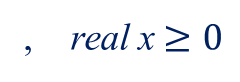 , real x ≥ 0